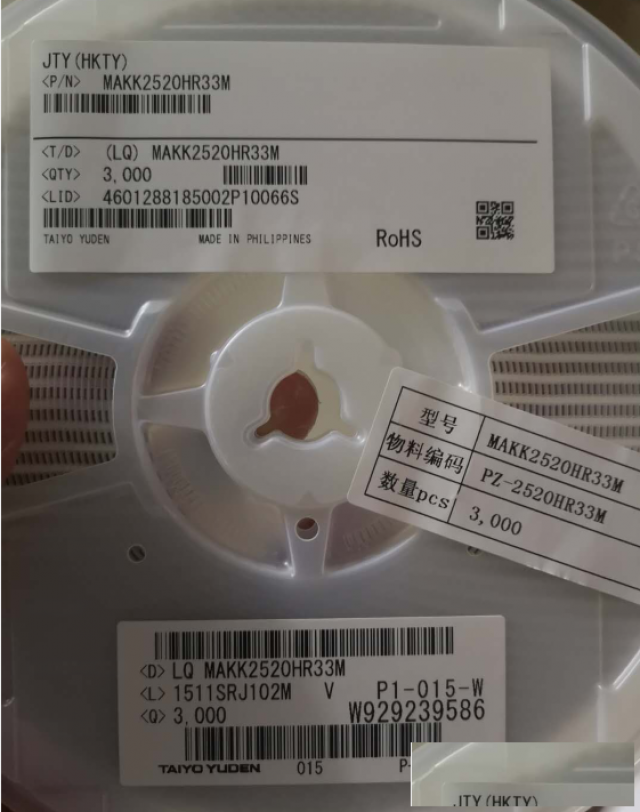 JTY(HKTY)
<P/N> MAKK2520HR33M
<T/D> (LQ) MAKK2520HR33M
<QTY> 3,000
<LID> 4601288185002P10066S
TAIYO YUDEN MADE IN PHILIPPINES RoHS
型号 MAKK2520HR33M
物料编码 PZ-2520HR33M
数量pcs 3,000
<D> LQ MAKK2520HR33M
<L> 1511SRJ102M V P1-015-W
<Q> 3,000 W929239586
TAIYO YUDEN 015 P-
JTY(HKTY)